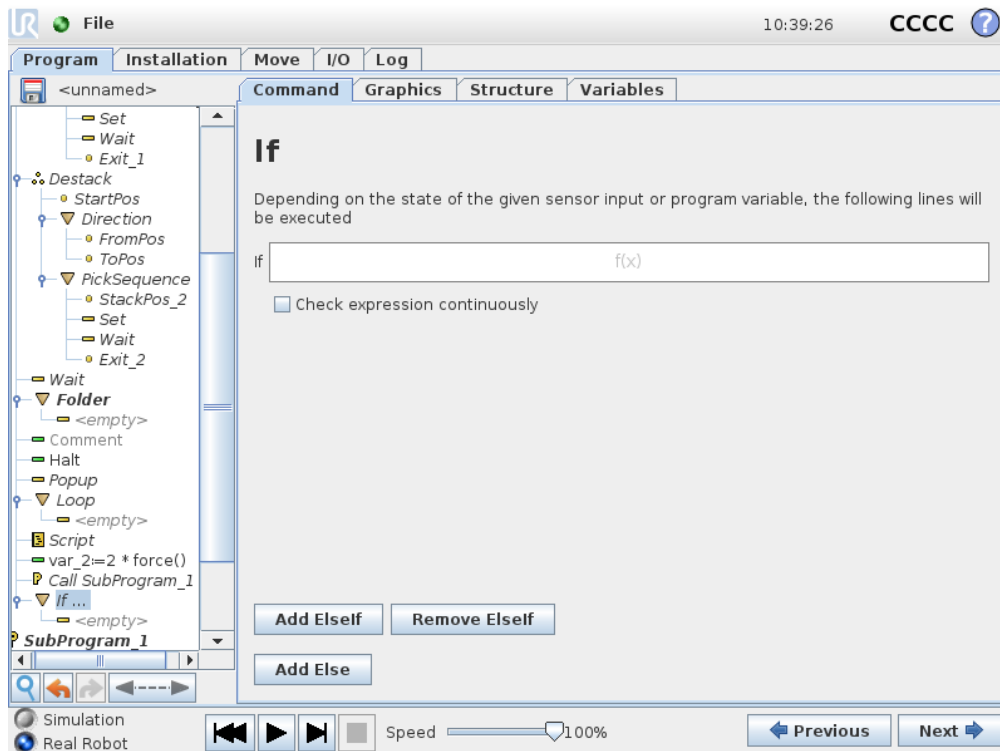 UR File 10:39:26 CCCC ?
Program Installation Move I/O Log
<unnamed> Command Graphics Structure Variables
Set
Wait
Exit_1
Destack
StartPos
Direction
FromPos
ToPos
PickSequence
StackPos_2
Set
Wait
Exit_2
Wait
Folder
<empty>
Comment
Halt
Popup
Loop
<empty>
Script
var_2:=2 * force()
Call SubProgram_1
If ...
<empty>
SubProgram_1
If
Depending on the state of the given sensor input or program variable, the following lines will
be executed
If f(x)
Check expression continuously
Add ElseIf Remove ElseIf
Add Else
Simulation
Real Robot
Speed 100% Previous Next